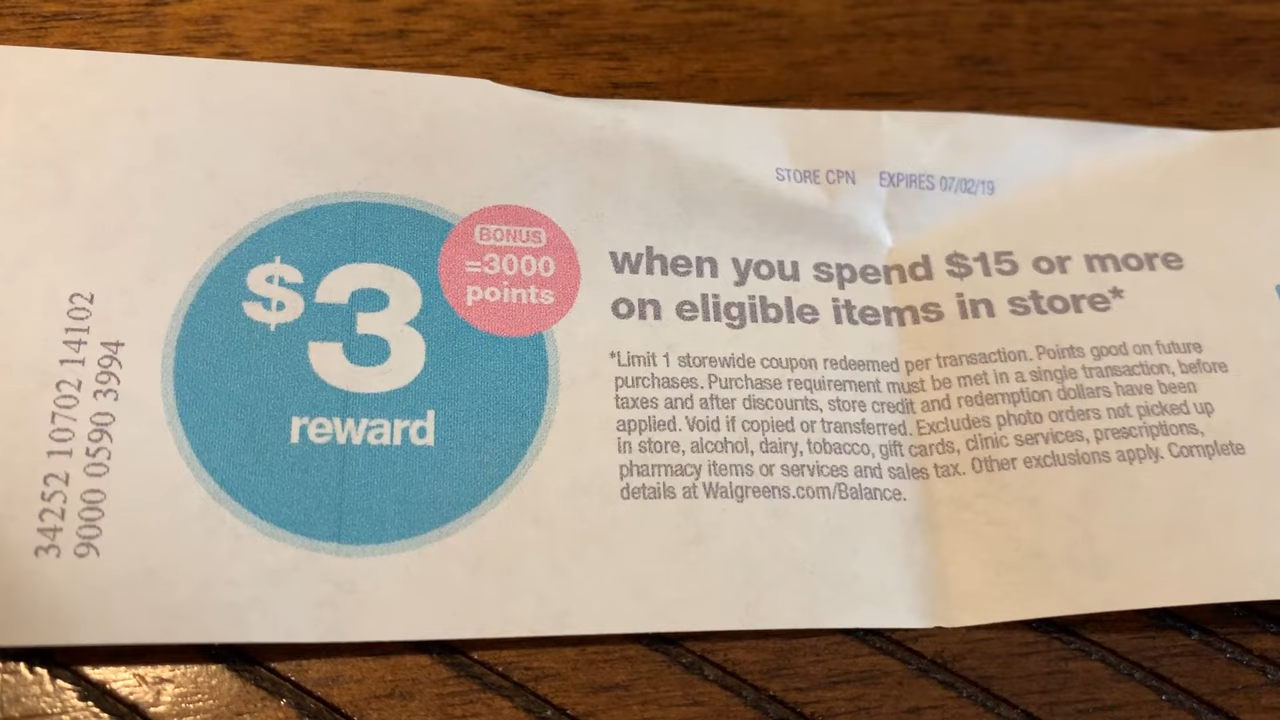 34252 10702 14102
9000 0590 3994
$3
reward
BONUS
=3000
points
STORE CPN EXPIRES 07/02/19
when you spend $15 or more
on eligible items in store*
*Limit 1 storewide coupon redeemed per transaction. Points good on future
purchases. Purchase requirement must be met in a single transaction, before
taxes and after discounts, store credit and redemption dollars have been
applied. Void if copied or transferred. Excludes photo orders not picked up
in store, alcohol, dairy, tobacco, gift cards, clinic services, prescriptions,
pharmacy items or services and sales tax. Other exclusions apply. Complete
details at Walgreens.com/Balance.